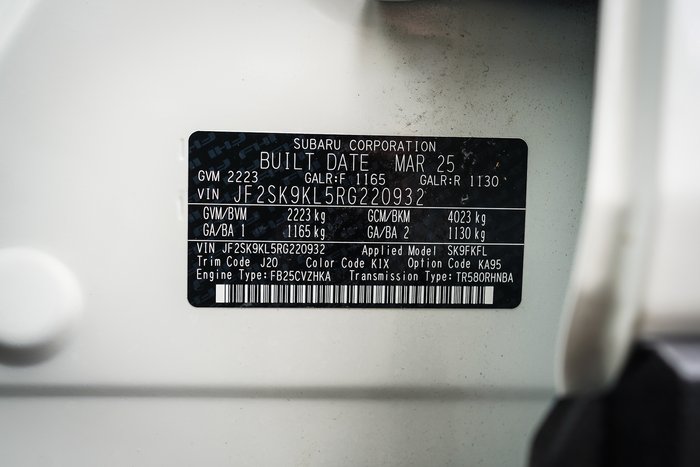 SUBARU CORPORATION
BUILT DATE MAR 25
GVM 2223 GALR:F 1165 GALR:R 1130
VIN JF2SK9KL5RG220932
GVM/BVM 2223 kg GCM/BKM 4023 kg
GA/BA 1 1165 kg GA/BA 2 1130 kg
VIN JF2SK9KL5RG220932 Applied Model SK9FKFL
Trim Code J20 Color Code K1X Option Code KA95
Engine Type:FB25CVZHKA Transmission Type:TR580RHNBA